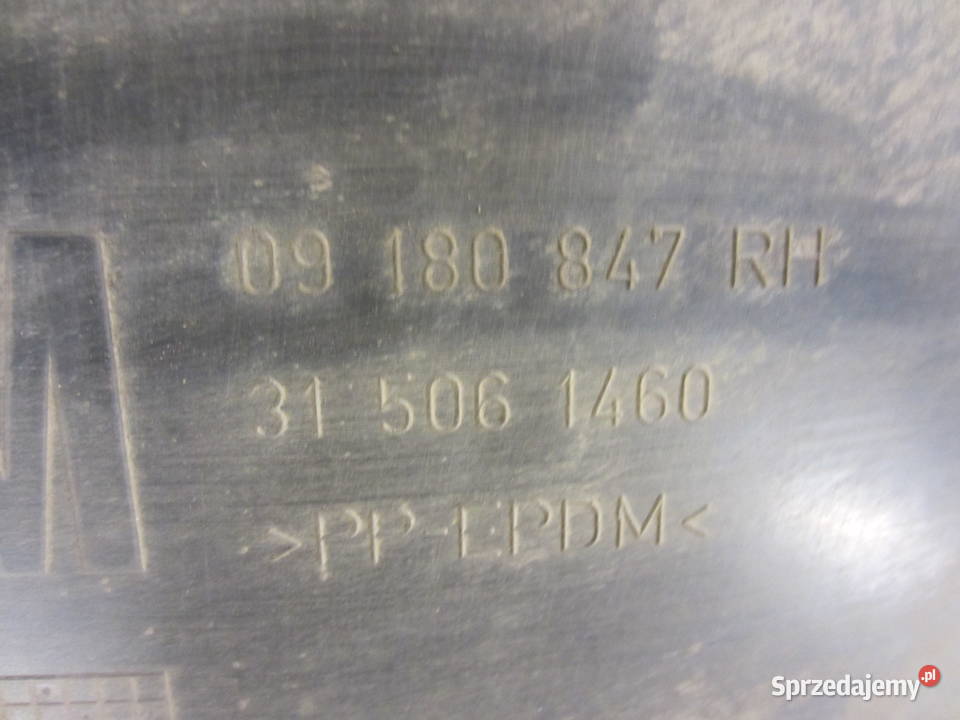 09 180 847 RH
31 506 1460
>PP-EPDM<
Sprzedajemy.pl